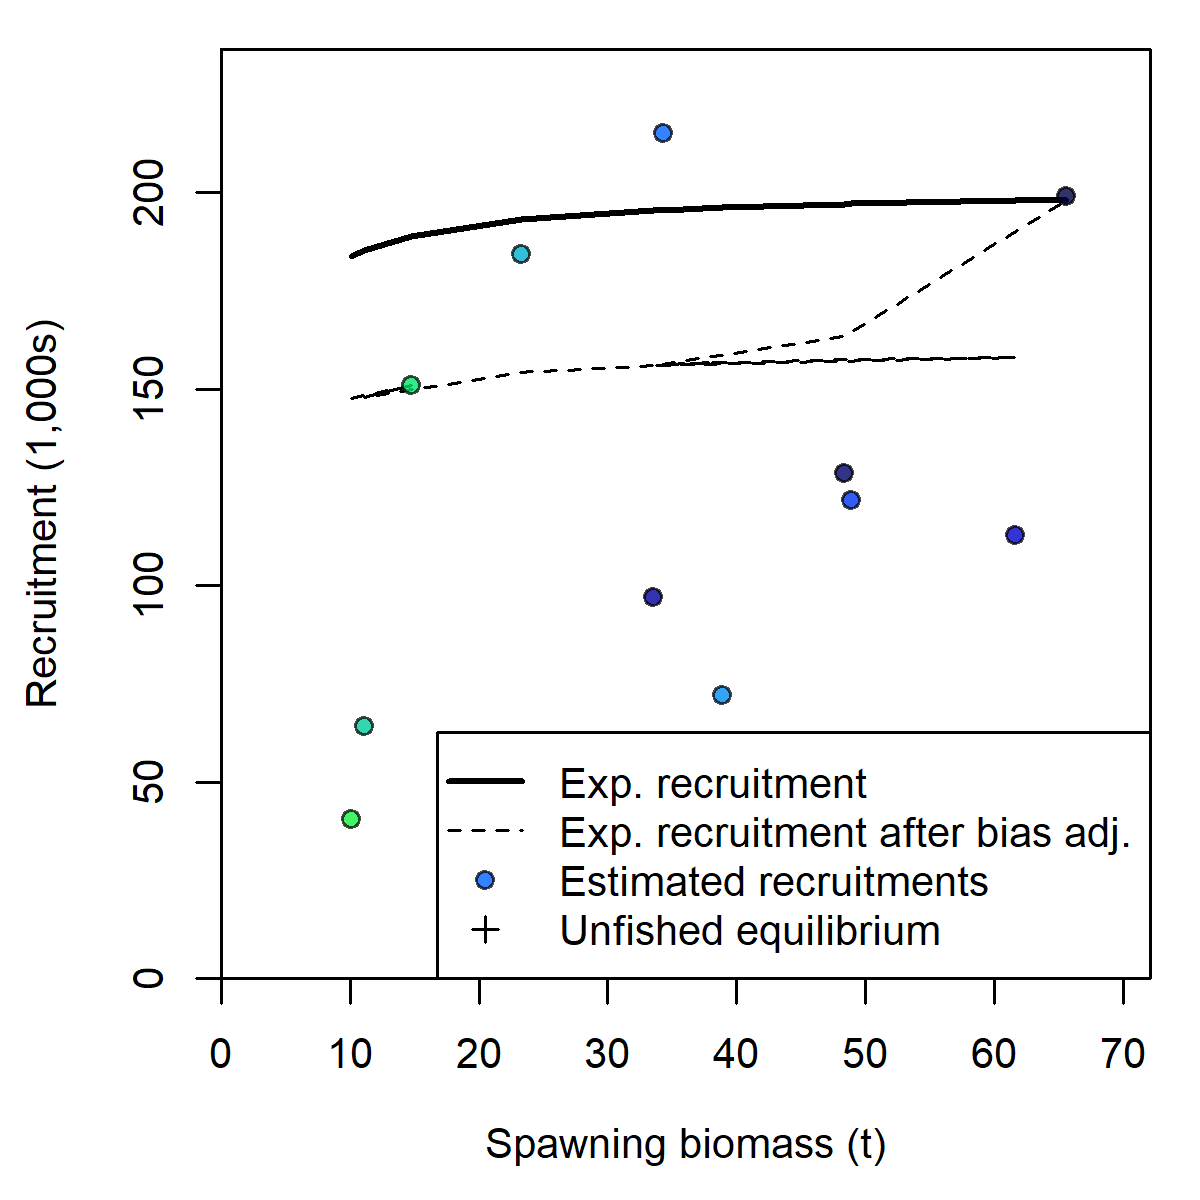 Recruitment (1,000s)
200
150
100
50
0
Exp. recruitment
Exp. recruitment after bias adj.
Estimated recruitments
Unfished equilibrium
0 10 20 30 40 50 60 70
Spawning biomass (t)